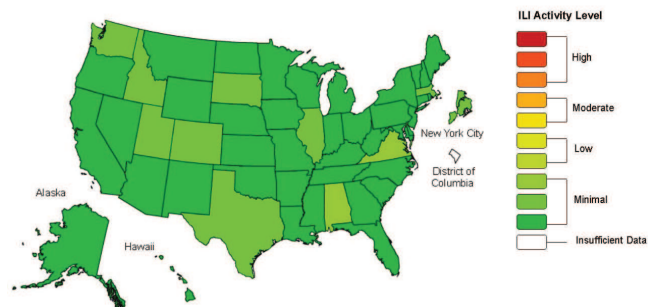 ILI Activity Level
High
Moderate
Low
Minimal
Insufficient Data
New York City
District of
Columbia
Alaska
Hawaii